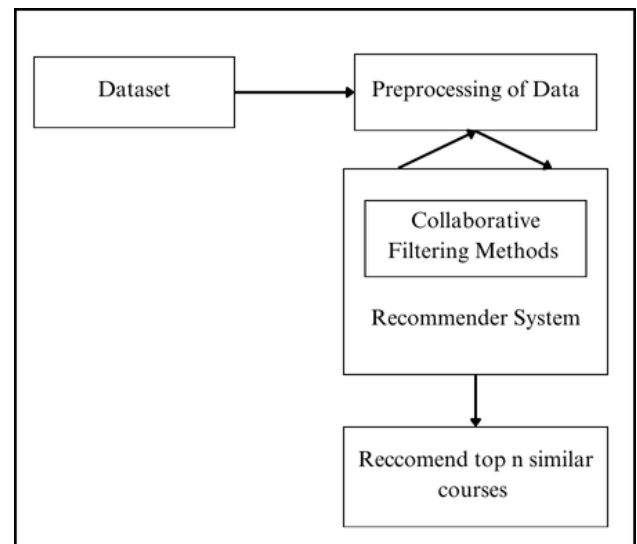 Dataset
Preprocessing of Data
Collaborative
Filtering Methods
Recommender System
Reccomend top n similar
courses